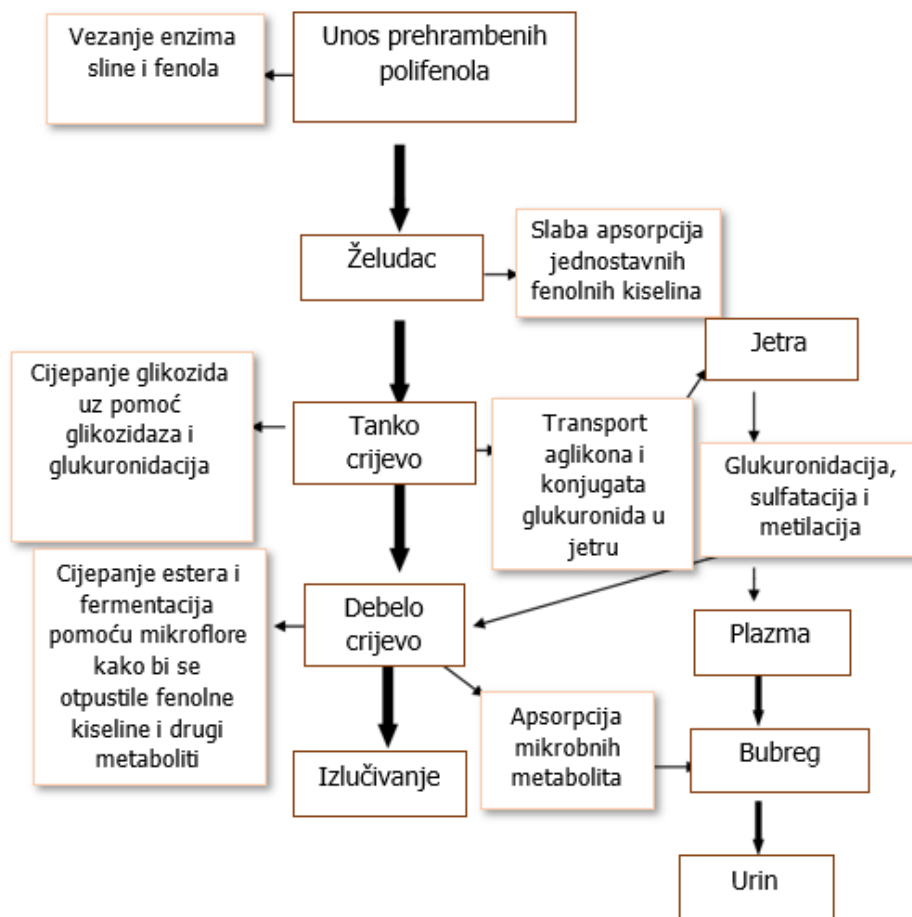 Vezanje enzima
sline i fenola
Unos prehrambenih
polifenola
Želudac
Slaba apsorpcija
jednostavnih
fenolnih kiselina
Jetra
Cijepanje glikozida
uz pomoć
glikozidaza i
glukuronidacija
Tanko
crijevo
Transport
aglikona i
konjugata
glukuronida u
jetru
Glukuronidacija,
sulfatacija i
metilacija
Cijepanje estera i
fermentacija
pomoću mikroflore
kako bi se
otpustile fenolne
kiseline i drugi
metaboliti
Debelo
crijevo
Plazma
Apsorpcija
mikrobnih
metabolita
Bubreg
Izlučivanje
Urin